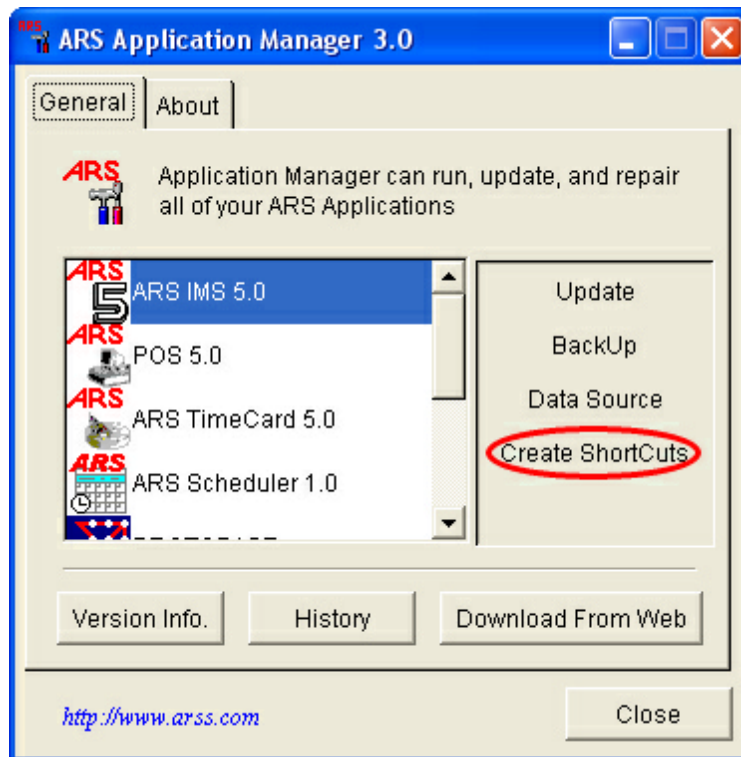 ARS Application Manager 3.0
General
About
ARS
Application Manager can run, update, and repair
all of your ARS Applications
ARS 5
ARS IMS 5.0
ARS
POS 5.0
ARS
ARS TimeCard 5.0
ARS
ARS Scheduler 1.0
Update
BackUp
Data Source
Create ShortCuts
Version Info.
History
Download From Web
http://www.arss.com
Close